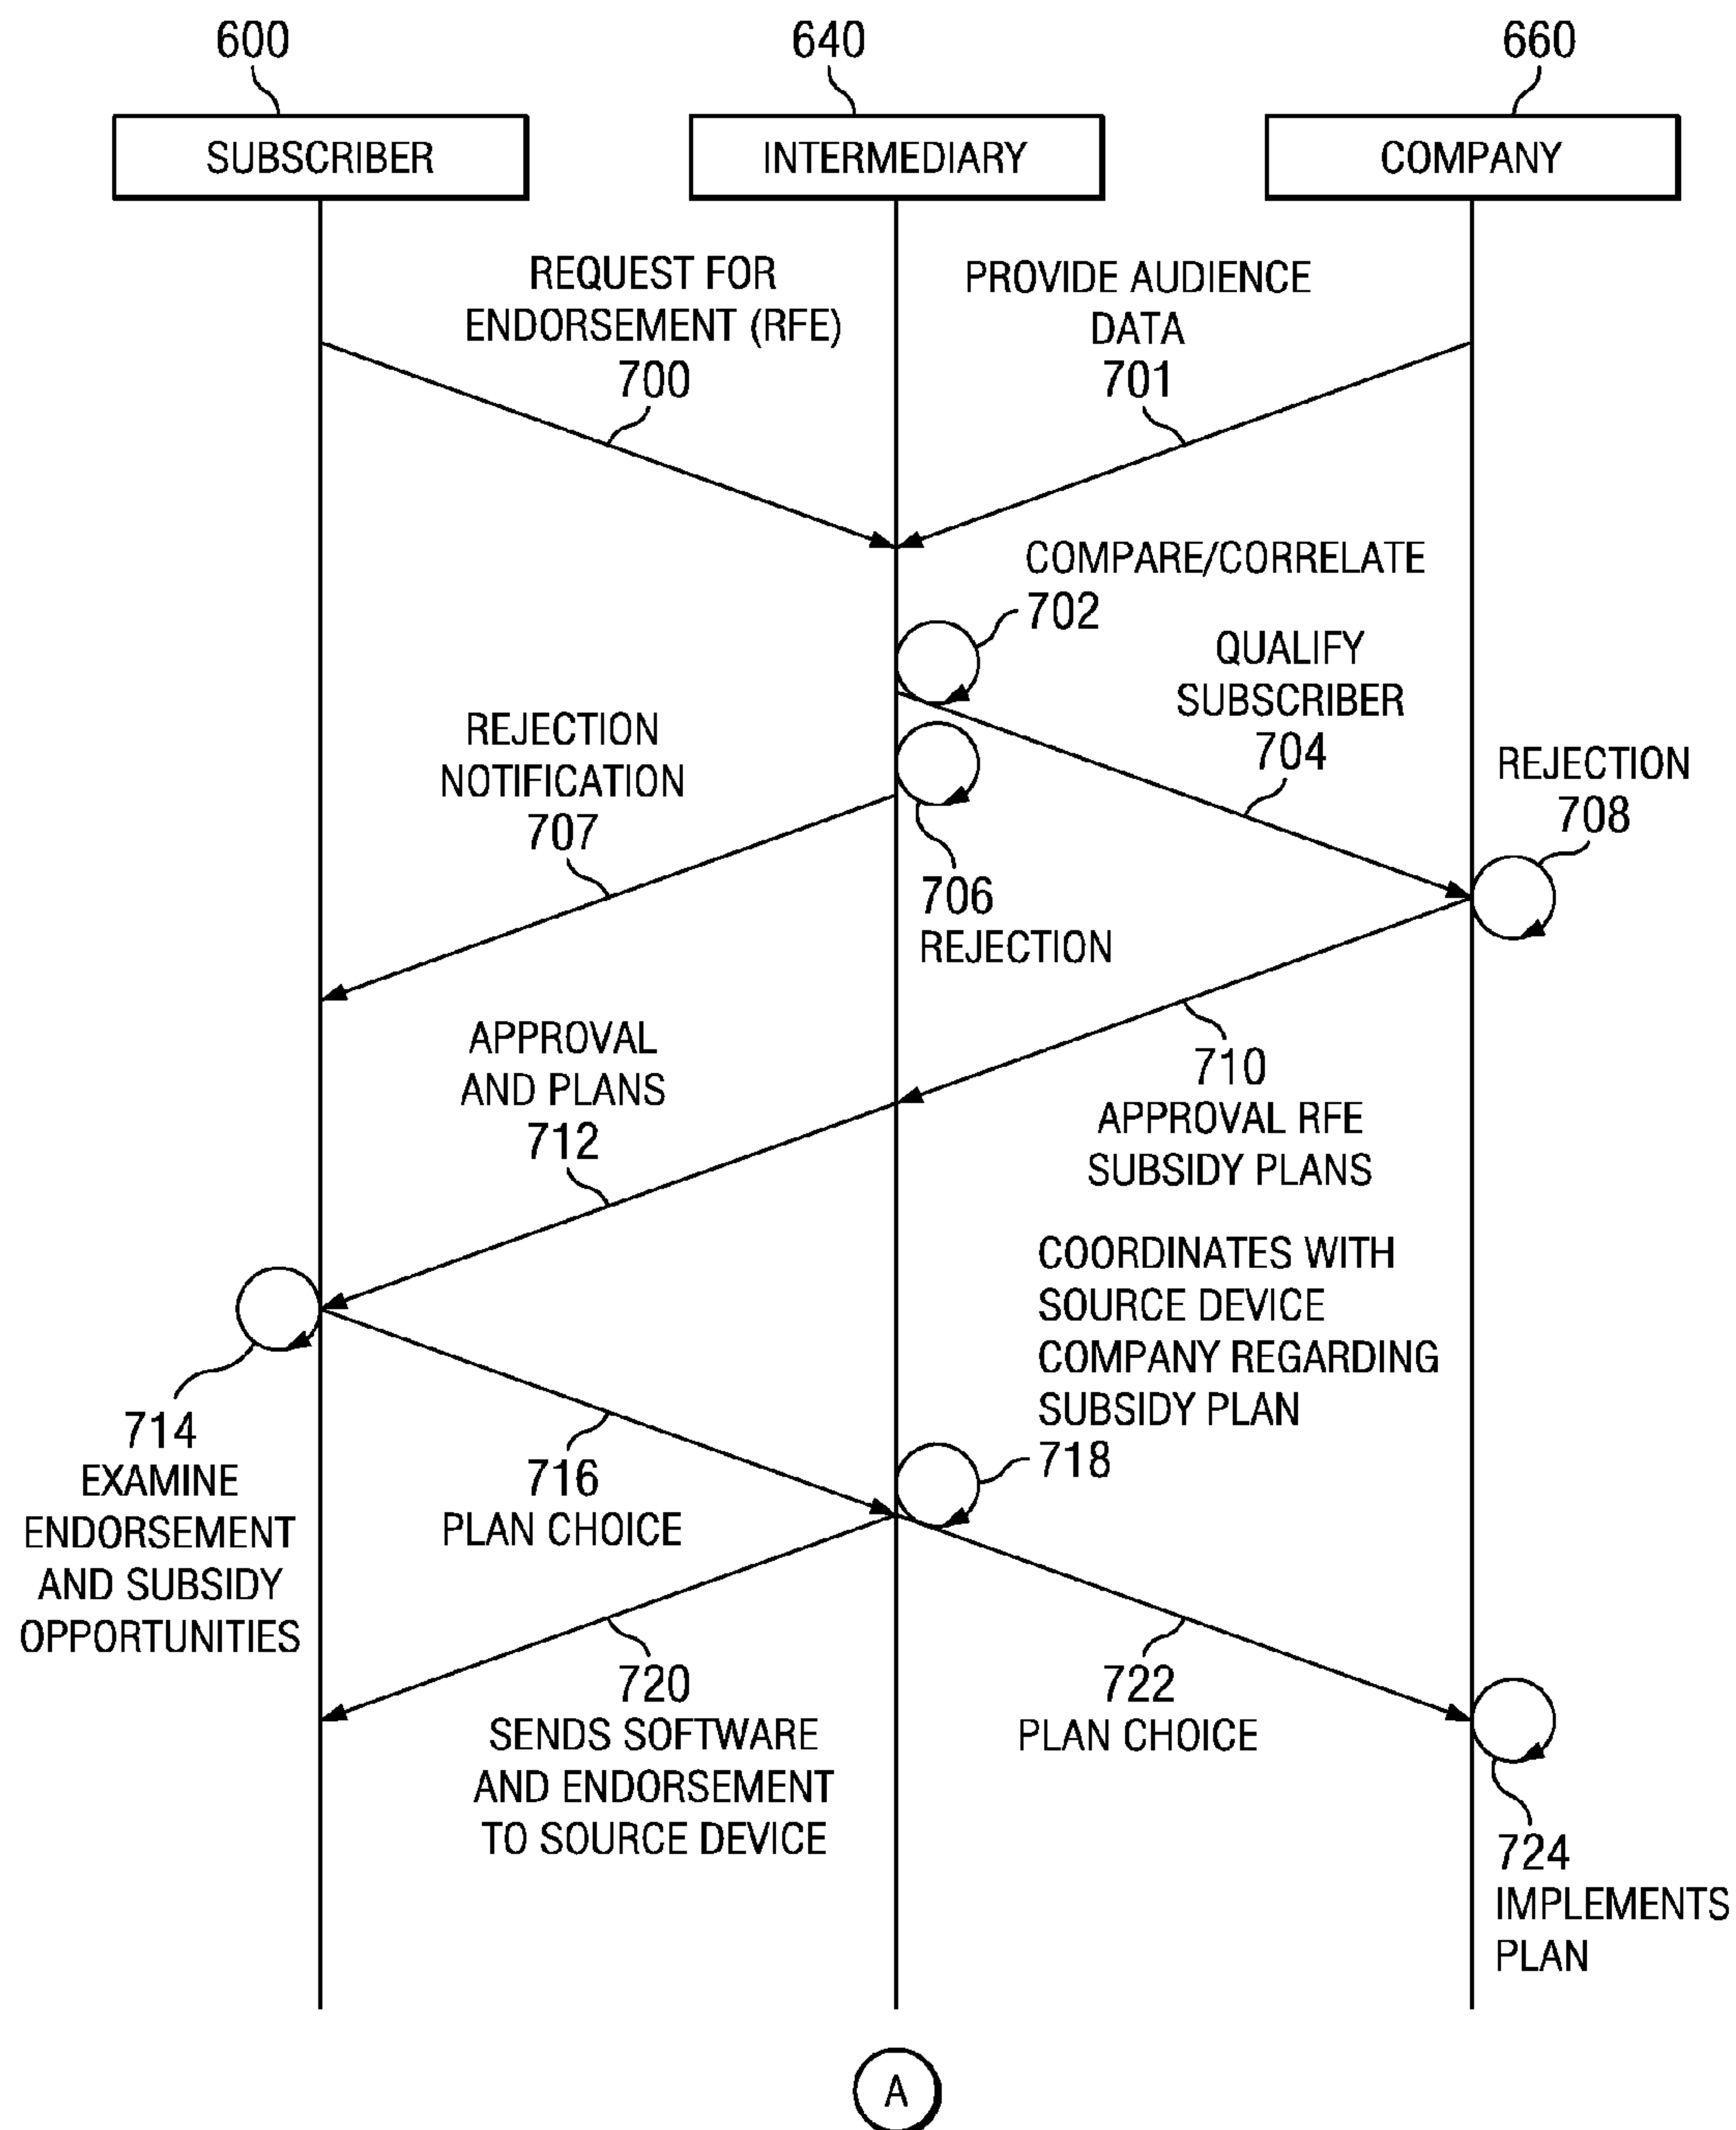 600
640
660
SUBSCRIBER
INTERMEDIARY
COMPANY
REQUEST FOR
ENDORSEMENT (RFE)
700
PROVIDE AUDIENCE
DATA
701
COMPARE/CORRELATE
702
QUALIFY
SUBSCRIBER
704
REJECTION
NOTIFICATION
707
REJECTION
708
706
REJECTION
APPROVAL
AND PLANS
712
710
APPROVAL RFE
SUBSIDY PLANS
COORDINATES WITH
SOURCE DEVICE
COMPANY REGARDING
SUBSIDY PLAN
718
714
EXAMINE
ENDORSEMENT
AND SUBSIDY
OPPORTUNITIES
716
PLAN CHOICE
720
SENDS SOFTWARE
AND ENDORSEMENT
TO SOURCE DEVICE
722
PLAN CHOICE
724
IMPLEMENTS
PLAN
A